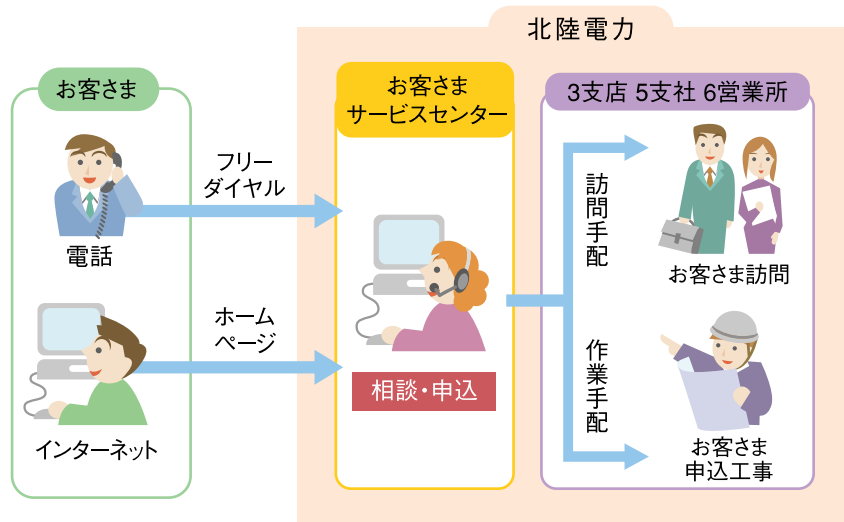 北陸電力
お客さま
電話
インターネット
フリー
ダイヤル
ホーム
ページ
お客さま
サービスセンター
相談・申込
3支店 5支社 6営業所
訪問手配
お客さま訪問
作業手配
お客さま
申込工事